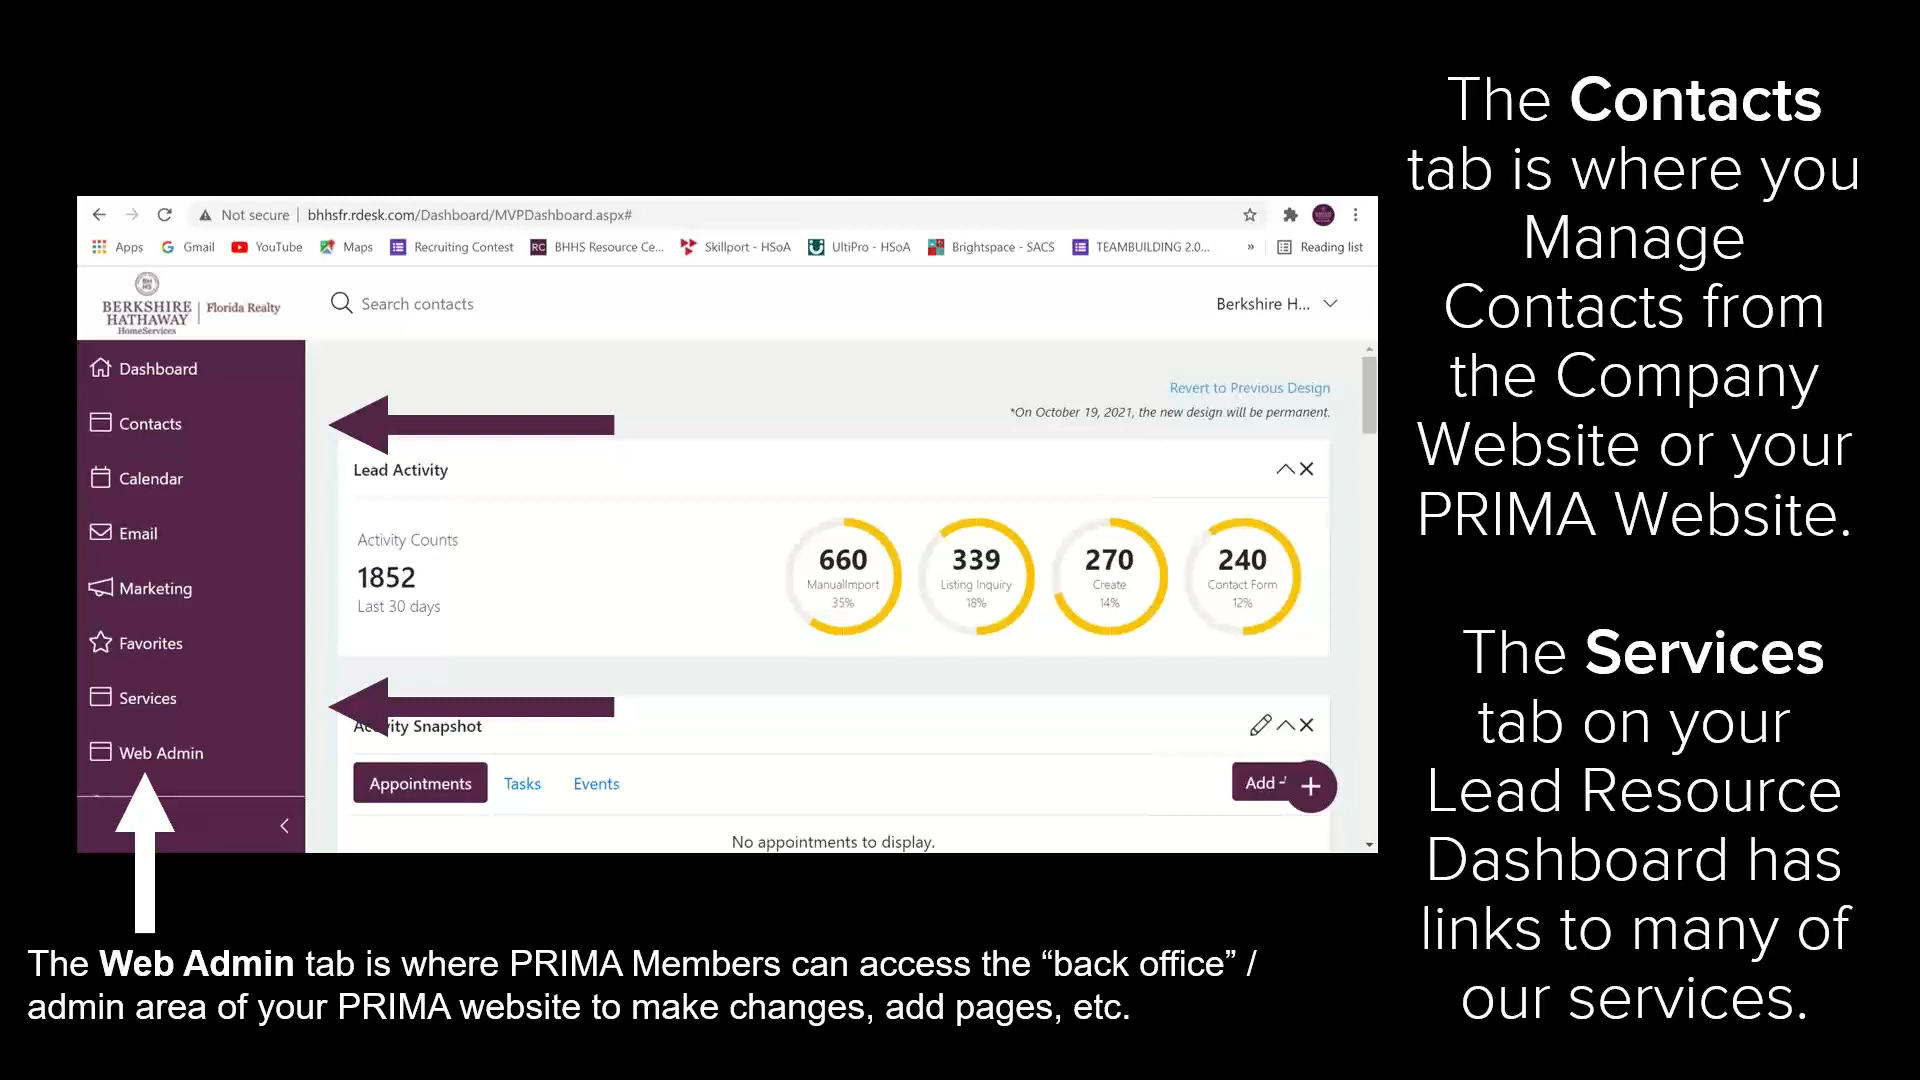 The Contacts
tab is where you
Manage
Contacts from
the Company
Website or your
PRIMA Website.
The Services
tab on your
Lead Resource
Dashboard has
links to many of
our services.
Not secure | bhhsfr.rdesk.com/Dashboard/MVPDashboard.aspx#
Apps Gmail YouTube Maps Recruiting Contest RC BHHS Resource Ce... Skillport - HSoA UltiPro - HSoA Brightspace - SACS TEAMBUILDING 2.0... » Reading list
BH
HS
BERKSHIRE
HATHAWAY
HomeServices
Florida Realty
Search contacts
Berkshire H...
Dashboard
Contacts
Calendar
Email
Marketing
Favorites
Services
Web Admin
Revert to Previous Design
*On October 19, 2021, the new design will be permanent.
Lead Activity
Activity Counts
1852
Last 30 days
660
ManualImport
35%
339
Listing Inquiry
18%
270
Create
14%
240
Contact Form
12%
Activity Snapshot
Appointments Tasks Events
Add
No appointments to display.
The Web Admin tab is where PRIMA Members can access the “back office” /
admin area of your PRIMA website to make changes, add pages, etc.